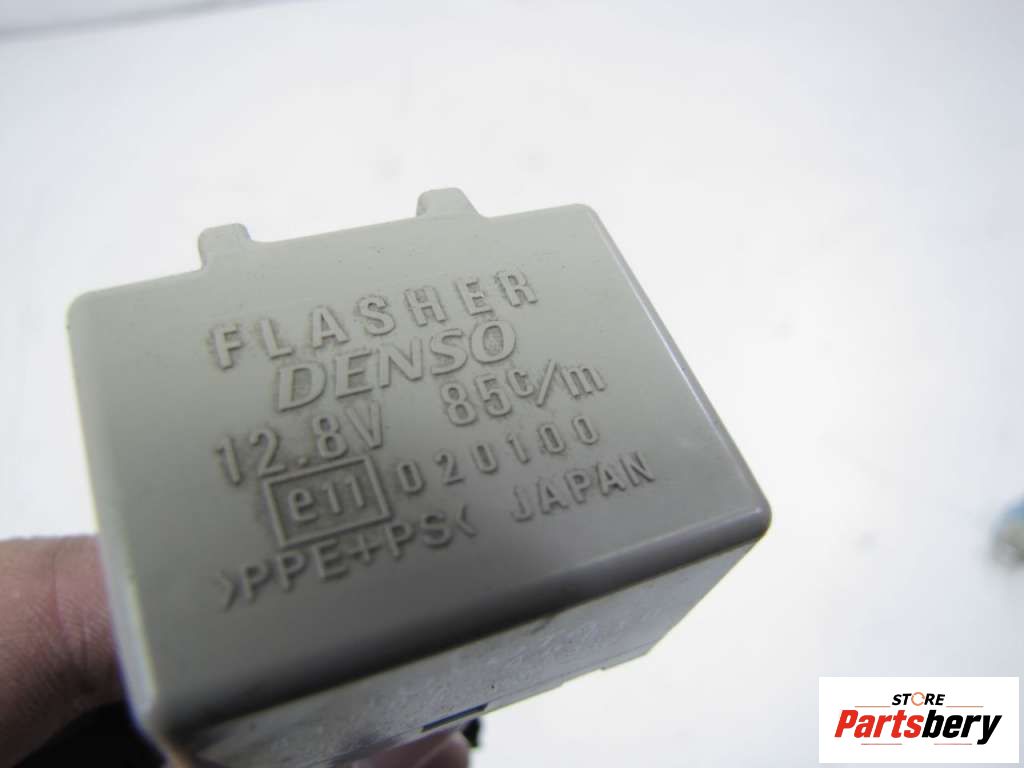 FLASHER
DENSO
12.8V 85C/m
e11 020100
>PPE+PS< JAPAN
STORE
Partsbery